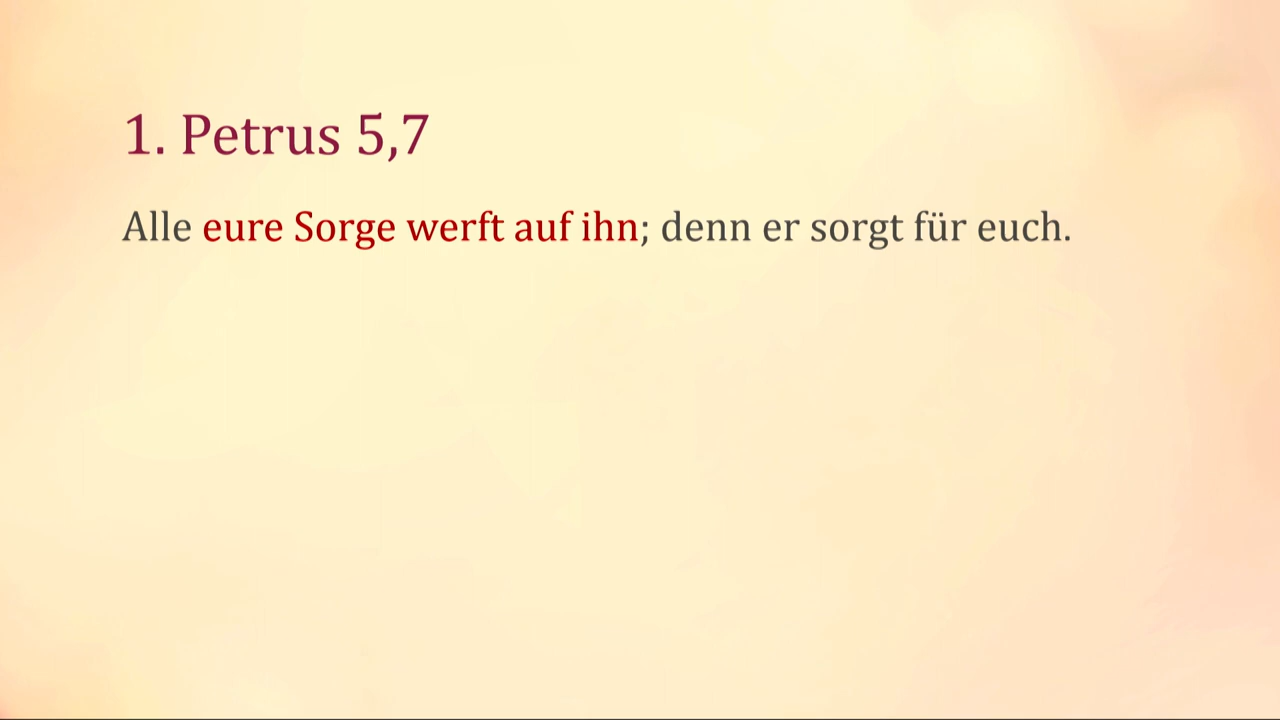 1. Petrus 5,7
Alle eure Sorge werft auf ihn; denn er sorgt für euch.